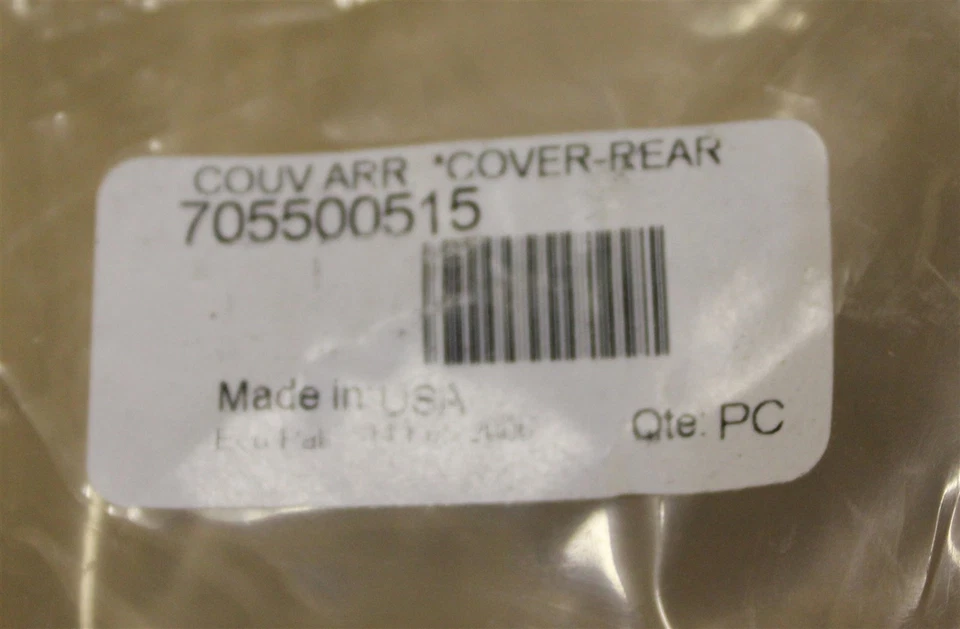 COUV ARR *COVER-REAR
705500515
Made in: USA
Qte: PC